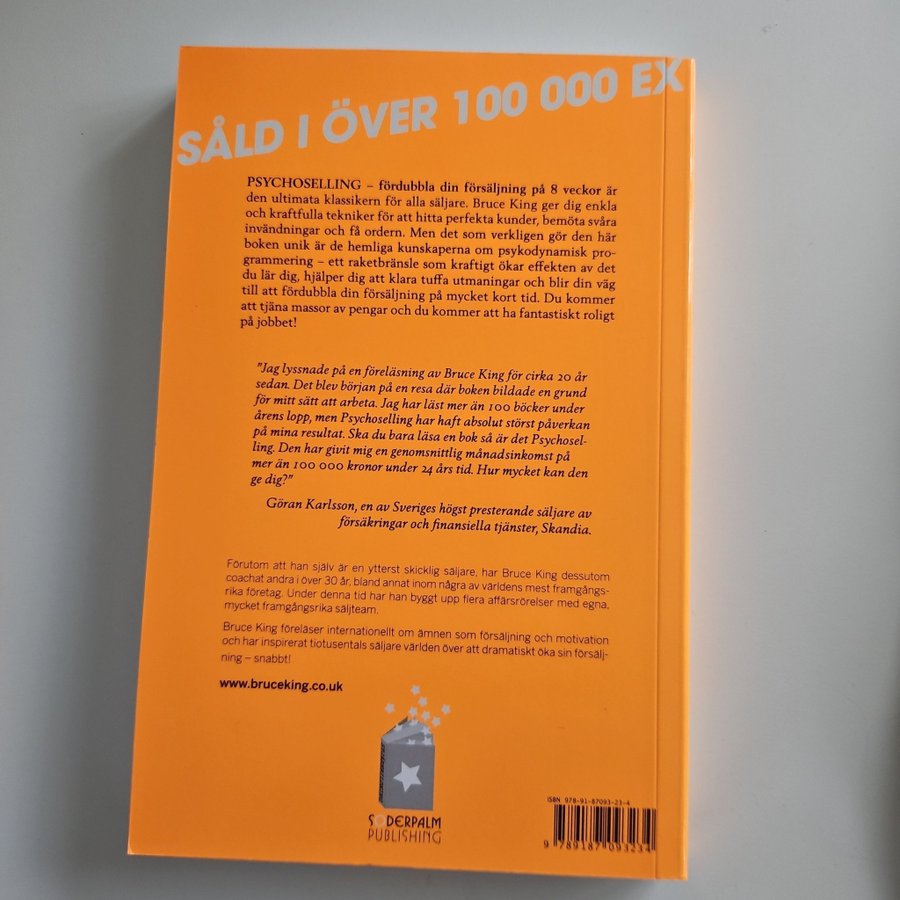 SÅLD I ÖVER 100 000 EX
PSYCHOSELLING – fördubbla din försäljning på 8 veckor är
den ultimata klassikern för alla säljare. Bruce King ger dig enkla
och kraftfulla tekniker för att hitta perfekta kunder, bemöta svåra
invändningar och få ordern. Men det som verkligen gör den här
boken unik är de hemliga kunskaperna om psykodynamisk pro-
grammering – ett raketbränsle som kraftigt ökar effekten av det
du lär dig, hjälper dig att klara tuffa utmaningar och blir din väg
till att fördubbla din försäljning på mycket kort tid. Du kommer
att tjäna massor av pengar och du kommer att ha fantastiskt roligt
på jobbet!
"Jag lyssnade på en föreläsning av Bruce King för cirka 20 år
sedan. Det blev början på en resa där boken bildade en grund
för mitt sätt att arbeta. Jag har läst mer än 100 böcker under
årens lopp, men Psychoselling har haft absolut störst påverkan
på mina resultat. Ska du bara läsa en bok så är det Psychosel-
ling. Den har givit mig en genomsnittlig månadsinkomst på
mer än 100 000 kronor under 24 års tid. Hur mycket kan den
ge dig?"
Göran Karlsson, en av Sveriges högst presterande säljare av
försäkringar och finansiella tjänster, Skandia.
Förutom att han själv är en ytterst skicklig säljare, har Bruce King dessutom
coachat andra i över 30 år, bland annat inom några av världens mest framgångs-
rika företag. Under denna tid har han byggt upp flera affärsrörelser med egna,
mycket framgångsrika säljteam.
Bruce King föreläser internationellt om ämnen som försäljning och motivation
och har inspirerat tiotusentals säljare världen över att dramatiskt öka sin försälj-
ning – snabbt!
www.bruceking.co.uk
SÖDERPALM
PUBLISHING
ISBN 978-91-87093-23-4
9 789187 093234